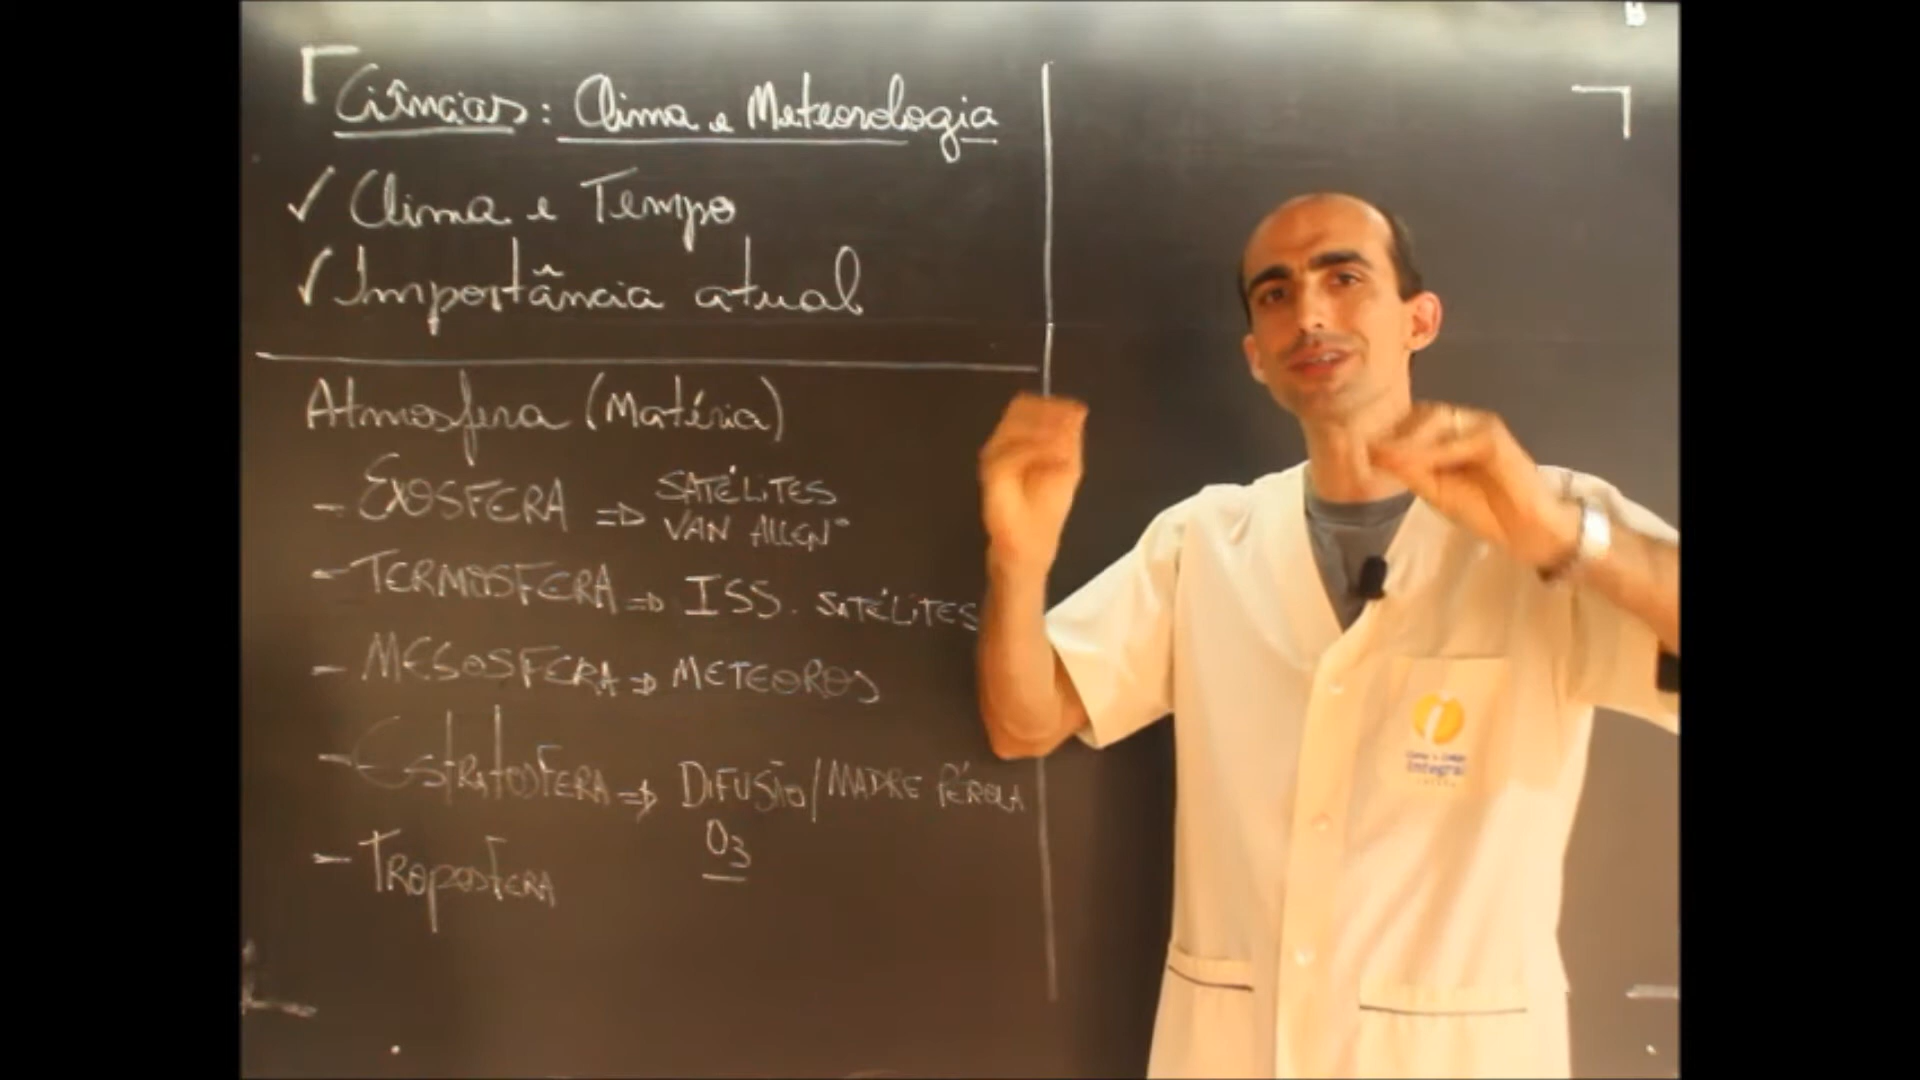 Ciências: Clima e Meteorologia
✓ Clima e Tempo
✓ Importância atual
Atmosfera (Matéria)
- EXOSFERA ⇒ SATÉLITES
VAN ALLEN
- TERMOSFERA ⇒ ISS. SATÉLITES
- MESOSFERA ⇒ METEOROS
- EstratosFERA ⇒ DIFUSÃO/MADRE PÉROLA
O3
- TROPOSFERA
Integral